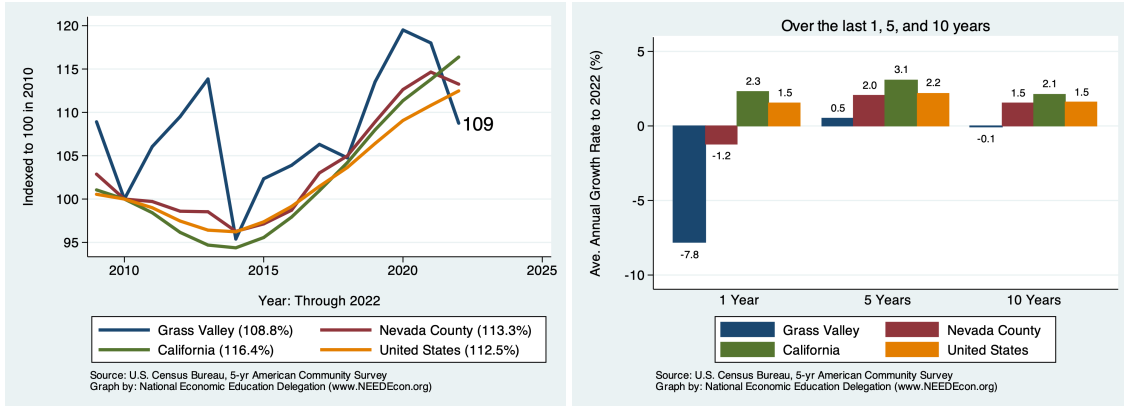 Indexed to 100 in 2010
120
115
110
105
100
95
109
2010 2015 2020 2025
Year: Through 2022
Grass Valley (108.8%) Nevada County (113.3%)
California (116.4%) United States (112.5%)
Source: U.S. Census Bureau, 5-yr American Community Survey
Graph by: National Economic Education Delegation (www.NEEDEcon.org)
Over the last 1, 5, and 10 years
Ave. Annual Growth Rate to 2022 (%)
5
0
-5
-10
-7.8 -1.2 2.3 1.5
0.5 2.0 3.1 2.2
-0.1 1.5 2.1 1.5
1 Year 5 Years 10 Years
Grass Valley Nevada County
California United States
Source: U.S. Census Bureau, 5-yr American Community Survey
Graph by: National Economic Education Delegation (www.NEEDEcon.org)